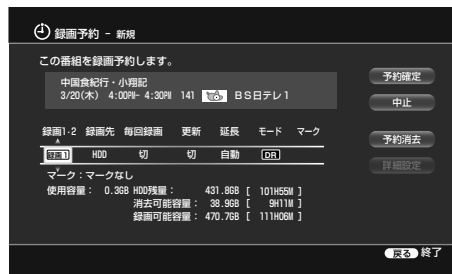 録画予約 - 新規
この番組を録画予約します。
中国食紀行・小翔記
3/20(木) 4:00PM- 4:30PM 141 BS日テレ1
予約確定
中止
予約消去
詳細設定
録画1·2 録画先 毎回録画 更新 延長 モード マーク
録画1 HDD 切 切 自動 DR
マーク：マークなし
使用容量： 0.3GB HDD残量： 431.8GB [ 101H55M ]
消去可能容量： 38.9GB [ 9H11M ]
録画可能容量： 470.7GB [ 111H06M ]
戻る 終了